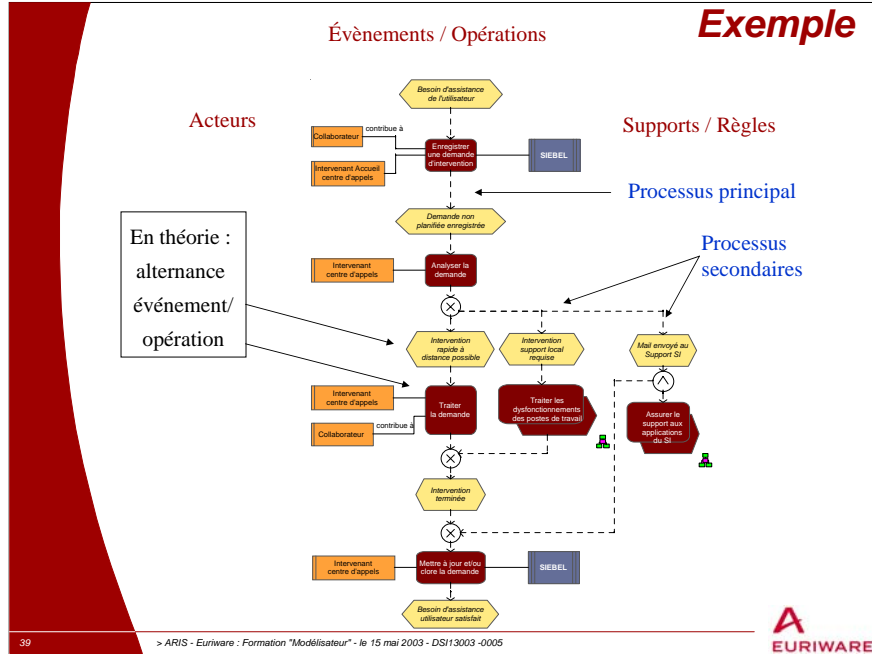 Exemple
Évènements / Opérations
Acteurs
Supports / Règles
Besoin d'assistance
de l'utilisateur
Collaborateur
contribue à
Intervenant Accueil
centre d'appels
Enregistrer
une demande
d'intervention
SIEBEL
Processus principal
Demande non
planifiée enregistrée
En théorie :
alternance
événement/
opération
Processus
secondaires
Intervenant
centre d'appels
Analyser la
demande
Intervention
rapide à
distance possible
Intervention
support local
requise
Mail envoyé au
Support SI
Intervenant
centre d'appels
Collaborateur
contribue à
Traiter
la demande
Traiter les
dysfonctionnements
des postes de travail
Assurer le
support aux
applications
du SI
Intervention
terminée
Intervenant
centre d'appels
Mettre à jour et/ou
clore la demande
SIEBEL
Besoin d'assistance
utilisateur satisfait
39
> ARIS - Euriware : Formation "Modélisateur" - le 15 mai 2003 - DSI13003 -0005
EURIWARE